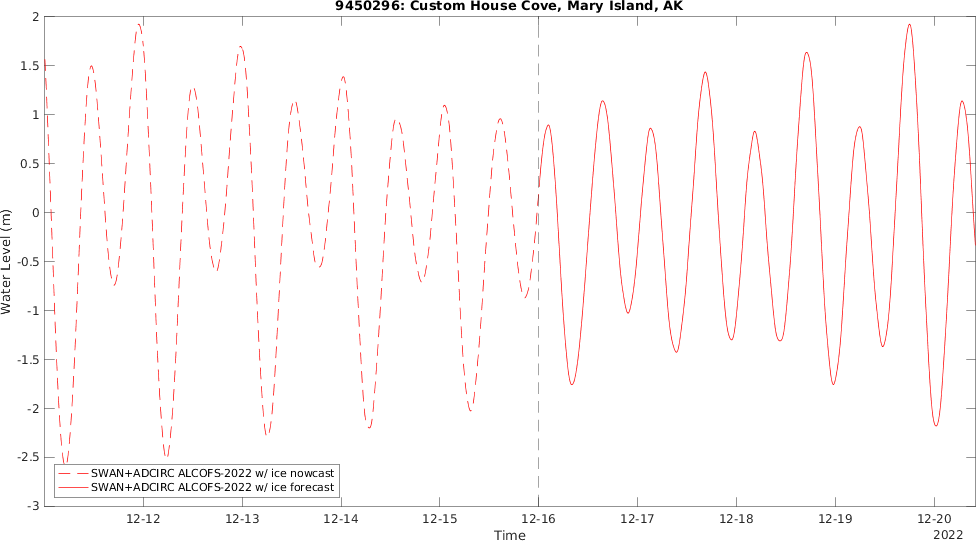 9450296: Custom House Cove, Mary Island, AK
2
1.5
1
0.5
0
-0.5
-1
-1.5
-2
-2.5
-3
Water Level (m)
SWAN+ADCIRC ALCOFS-2022 w/ ice nowcast
SWAN+ADCIRC ALCOFS-2022 w/ ice forecast
12-12 12-13 12-14 12-15 12-16 12-17 12-18 12-19 12-20
Time
2022